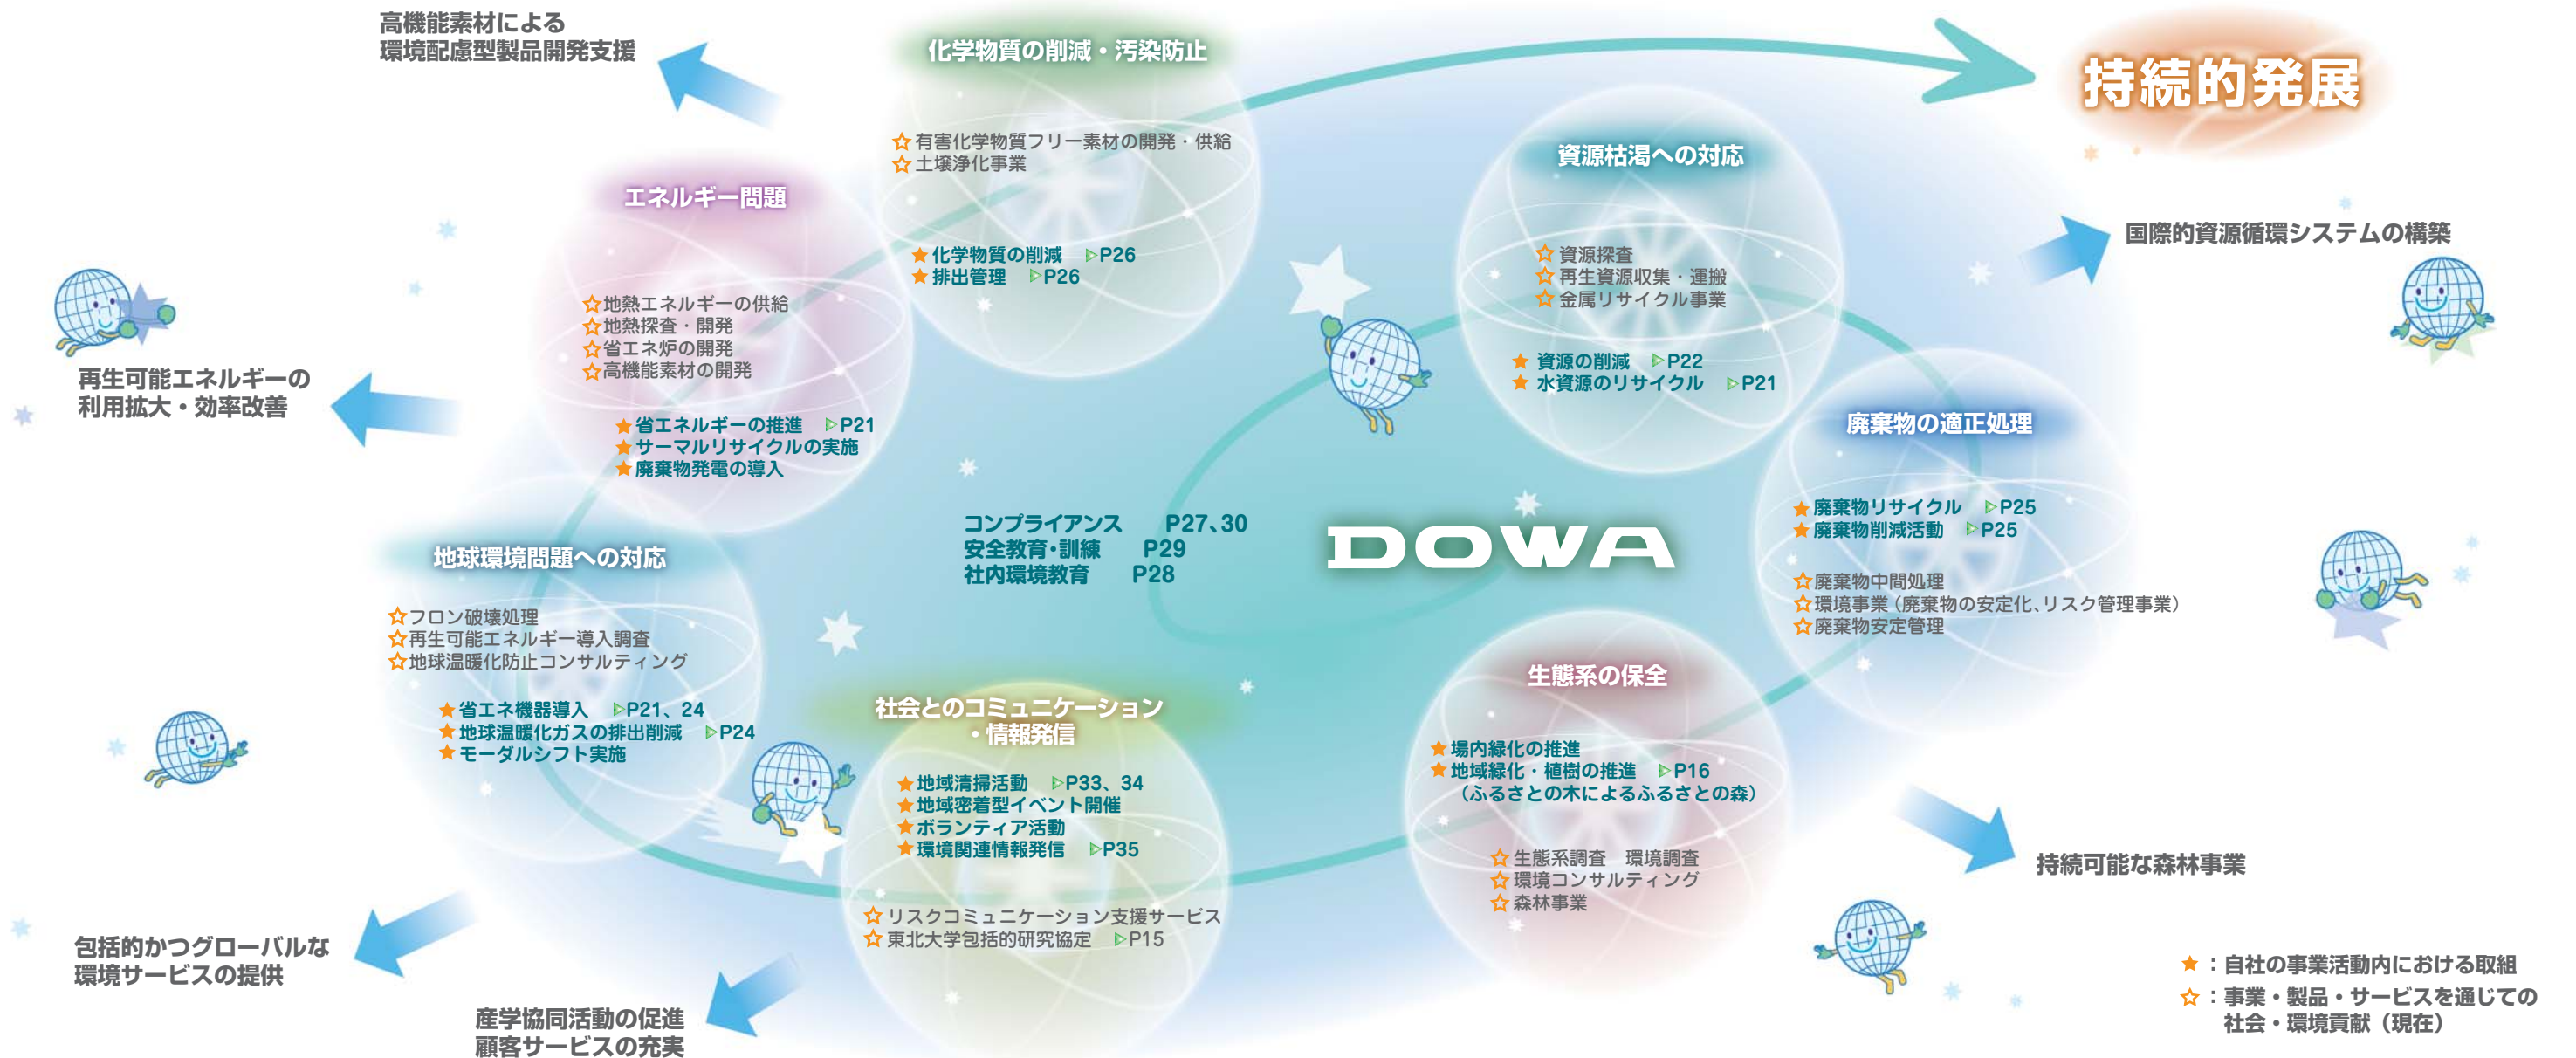 高機能素材による
環境配慮型製品開発支援
化学物質の削減・汚染防止
☆有害化学物質フリー素材の開発・供給
☆土壌浄化事業
★化学物質の削減 ▷P26
★排出管理 ▷P26
持続的発展
資源枯渇への対応
☆資源探査
☆再生資源収集・運搬
☆金属リサイクル事業
★資源の削減 ▷P22
★水資源のリサイクル ▷P21
国際的資源循環システムの構築
エネルギー問題
☆地熱エネルギーの供給
☆地熱探査・開発
☆省エネ炉の開発
☆高機能素材の開発
★省エネルギーの推進 ▷P21
★サーマルリサイクルの実施
★廃棄物発電の導入
再生可能エネルギーの
利用拡大・効率改善
廃棄物の適正処理
★廃棄物リサイクル ▷P25
★廃棄物削減活動 ▷P25
☆廃棄物中間処理
☆環境事業（廃棄物の安定化、リスク管理事業）
☆廃棄物安定管理
コンプライアンス P27、30
安全教育・訓練 P29
社内環境教育 P28
DOWA
地球環境問題への対応
☆フロン破壊処理
☆再生可能エネルギー導入調査
☆地球温暖化防止コンサルティング
★省エネ機器導入 ▷P21、24
★地球温暖化ガスの排出削減 ▷P24
★モーダルシフト実施
社会とのコミュニケーション
・情報発信
★地域清掃活動 ▷P33、34
★地域密着型イベント開催
★ボランティア活動
★環境関連情報発信 ▷P35
☆リスクコミュニケーション支援サービス
☆東北大学包括的研究協定 ▷P15
生態系の保全
★場内緑化の推進
★地域緑化・植樹の推進 ▷P16
（ふるさとの木によるふるさとの森）
☆生態系調査 環境調査
☆環境コンサルティング
☆森林事業
持続可能な森林事業
包括的かつグローバルな
環境サービスの提供
産学協同活動の促進
顧客サービスの充実
★：自社の事業活動内における取組
☆：事業・製品・サービスを通じての
社会・環境貢献（現在）